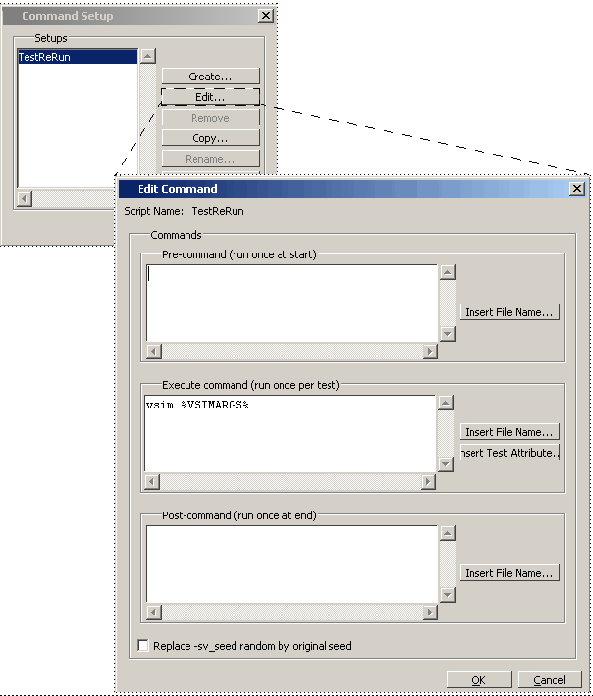 Command Setup
Setups
TestReRun
Create...
Edit...
Remove
Copy...
Rename...
Edit Command
Script Name: TestReRun
Commands
Pre-command (run once at start)
Insert File Name...
Execute command (run once per test)
vsim %VSIMARGS%
Insert File Name...
nsert Test Attribute..
Post-command (run once at end)
Insert File Name...
Replace -sv_seed random by original seed
OK
Cancel